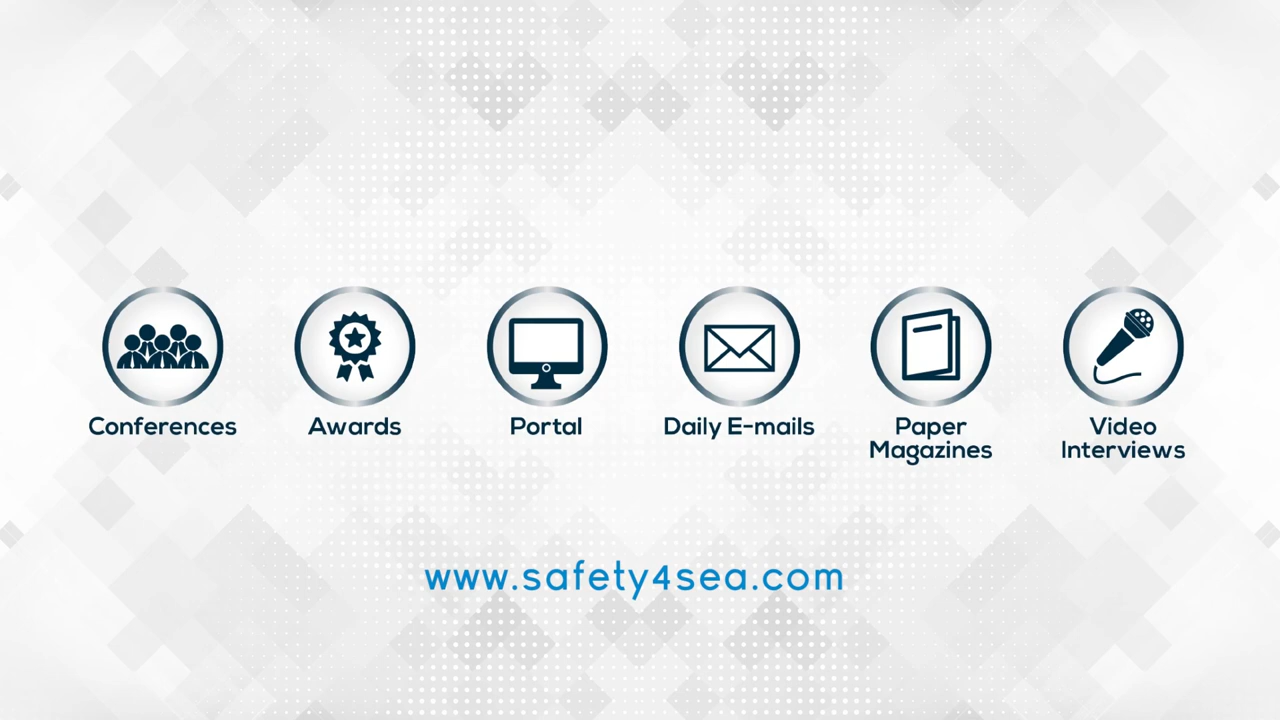 Conferences
Awards
Portal
Daily E-mails
Paper
Magazines
Video
Interviews
www.safety4sea.com